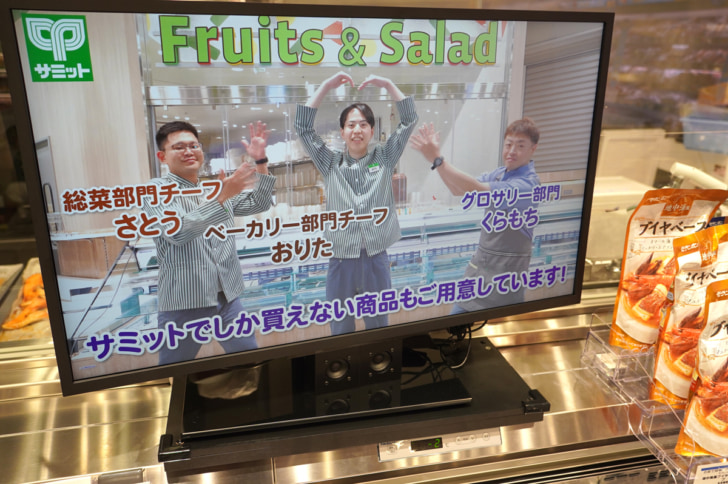 Fruits & Salad
サミット
総菜部門チーフ
さとう
ベーカリー部門チーフ
おりた
グロサリー部門
くらもち
サミットでしか買えない商品もご用意しています!
ブイヤベース